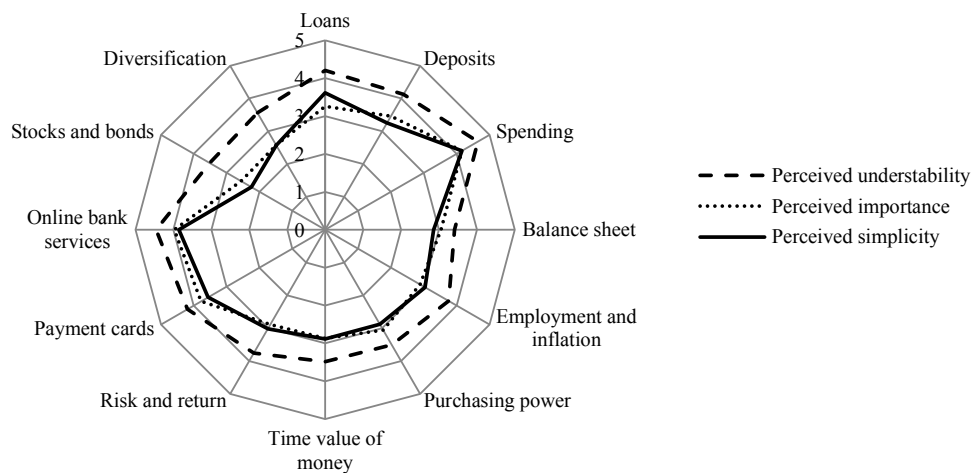 Loans
Deposits
Spending
Balance sheet
Employment and
inflation
Purchasing power
Time value of
money
Risk and return
Payment cards
Online bank
services
Stocks and bonds
Diversification
5
4
3
2
1
0
Perceived understability
Perceived importance
Perceived simplicity